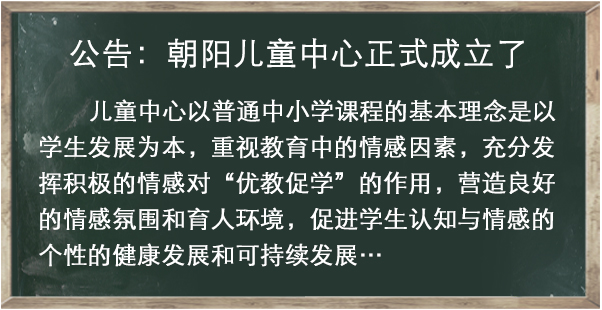 公告：朝阳儿童中心正式成立了
儿童中心以普通中小学课程的基本理念是以
学生发展为本，重视教育中的情感因素，充分发
挥积极的情感对“优教促学”的作用，营造良好
的情感氛围和育人环境，促进学生认知与情感的
个性的健康发展和可持续发展…